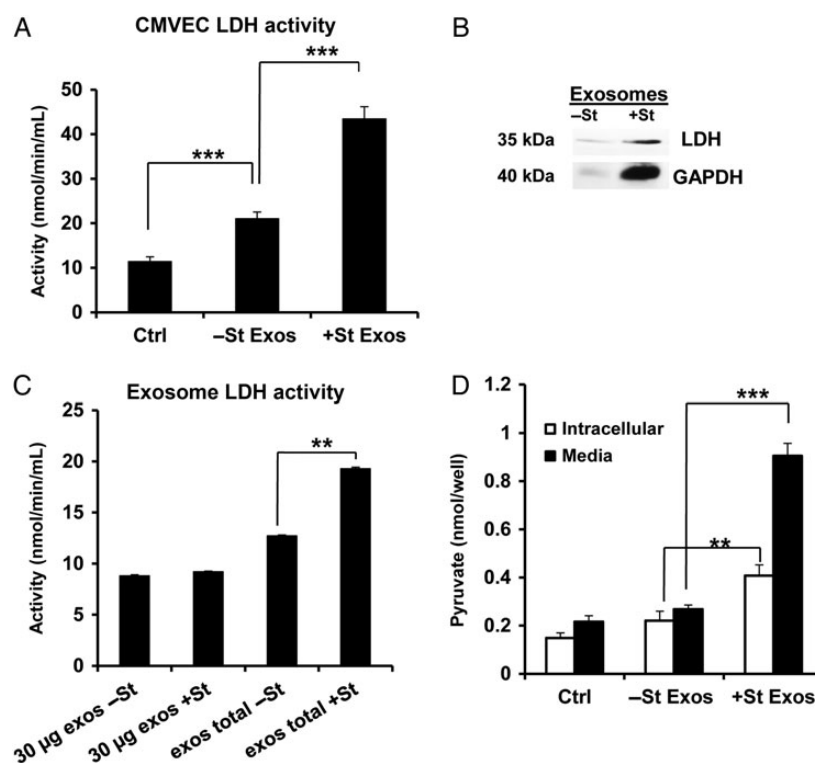 A
CMVEC LDH activity
***
***
Activity (nmol/min/mL)
50
40
30
20
10
0
Ctrl
–St Exos
+St Exos
B
Exosomes
–St +St
35 kDa LDH
40 kDa GAPDH
C
Exosome LDH activity
**
Activity (nmol/min/mL)
25
20
15
10
5
0
30 µg exos –St
30 µg exos +St
exos total –St
exos total +St
D
***
Intracellular
Media
**
Pyruvate (nmol/well)
1.2
1
0.8
0.6
0.4
0.2
0
Ctrl
–St Exos
+St Exos